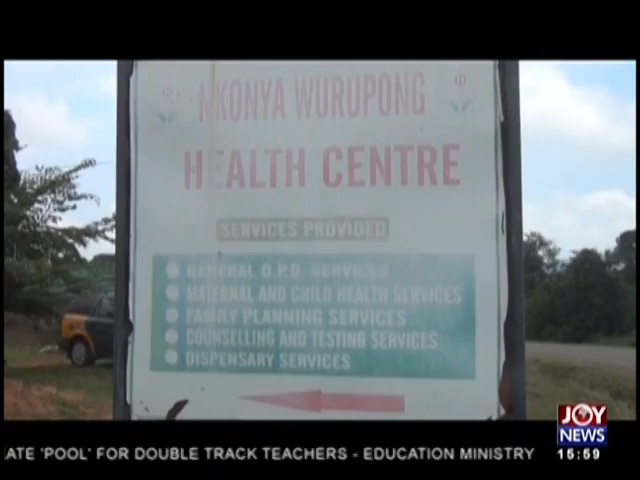 NKONYA WURUPONG
HEALTH CENTRE
SERVICES PROVIDED
GENERAL O.P.D. SERVICES
MATERNAL AND CHILD HEALTH SERVICES
FAMILY PLANNING SERVICES
COUNSELLING AND TESTING SERVICES
DISPENSARY SERVICES
JOY
NEWS
ATE 'POOL' FOR DOUBLE TRACK TEACHERS - EDUCATION MINISTRY
15:59